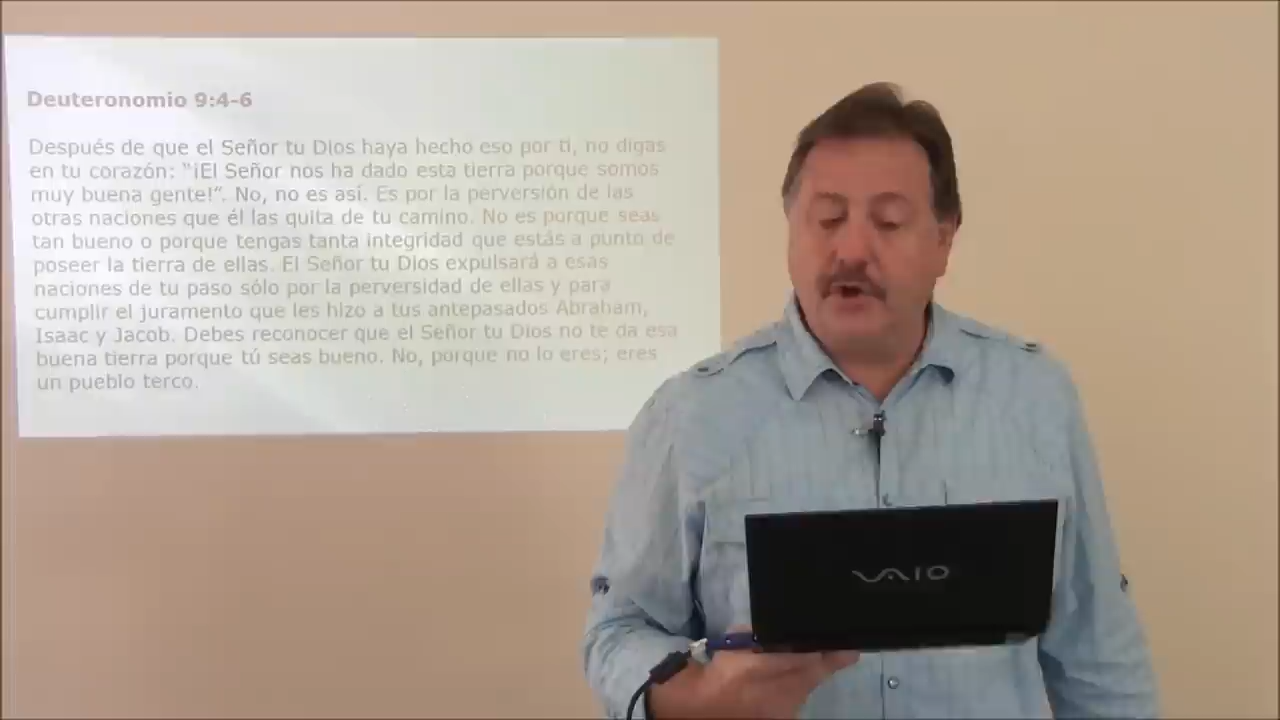 Deuteronomio 9:4-6
Después de que el Señor tu Dios haya hecho eso por ti, no digas
en tu corazón: “¡El Señor nos ha dado esta tierra porque somos
muy buena gente!”. No, no es así. Es por la perversión de las
otras naciones que él las quita de tu camino. No es porque seas
tan bueno o porque tengas tanta integridad que estás a punto de
poseer la tierra de ellas. El Señor tu Dios expulsará a esas
naciones de tu paso sólo por la perversidad de ellas y para
cumplir el juramento que les hizo a tus antepasados Abraham,
Isaac y Jacob. Debes reconocer que el Señor tu Dios no te da esa
buena tierra porque tú seas bueno. No, porque no lo eres; eres
un pueblo terco.
VAIO